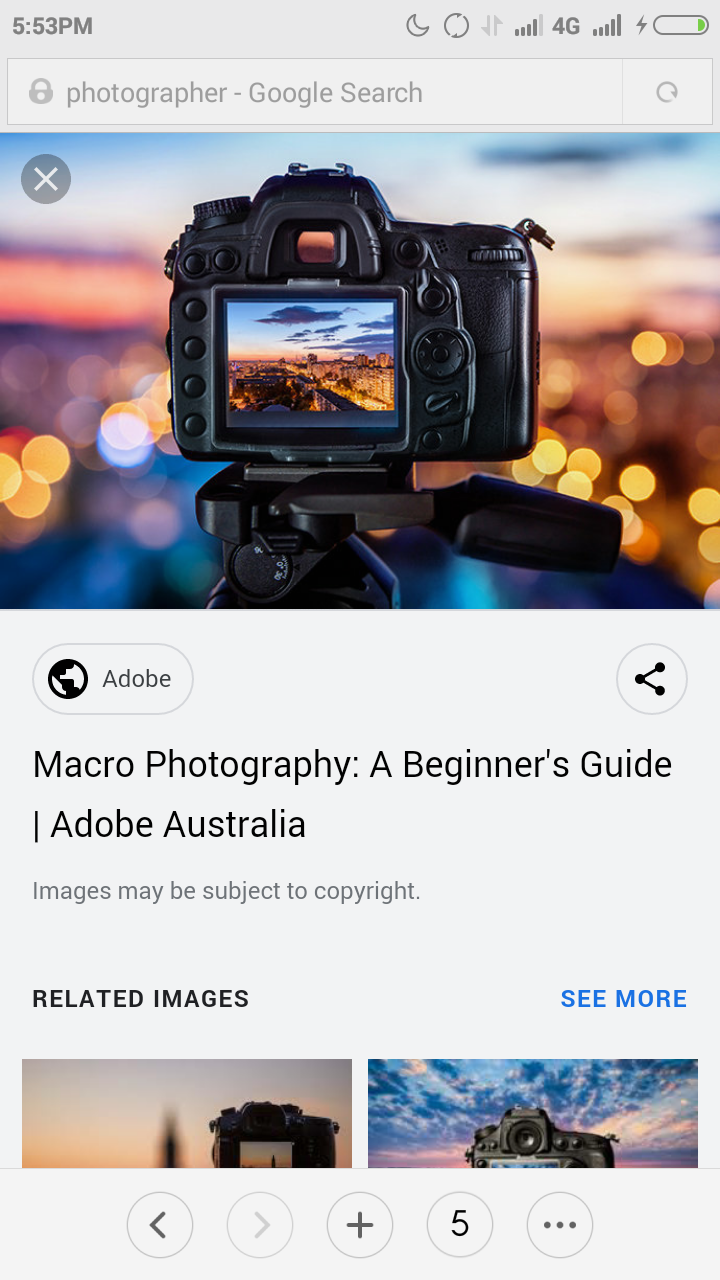 5:53PM 4G
photographer - Google Search
Adobe
Macro Photography: A Beginner's Guide
| Adobe Australia
Images may be subject to copyright.
RELATED IMAGES SEE MORE
5